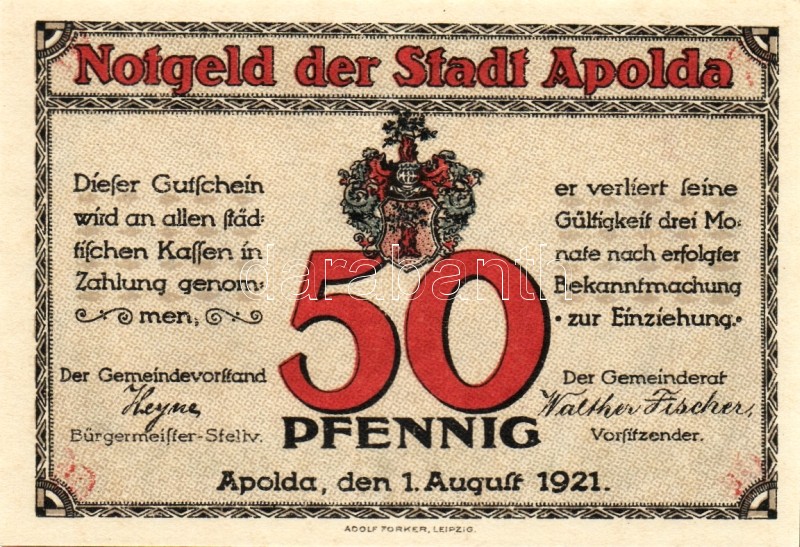 Notgeld der Stadt Apolda
Dieser Gutschein
wird an allen städ-
tischen Kassen in
Zahlung genom-
men,
er verliert seine
Gültigkeit drei Mo-
nate nach erfolgter
Bekanntmachung
zur Einziehung.
50
PFENNIG
Der Gemeindevorstand
Heyne
Bürgermeister-Stellv.
Der Gemeinderat
Walther Fischer,
Vorsitzender.
Apolda, den 1. August 1921.
ADOLF FORKER, LEIPZIG.
darabanth